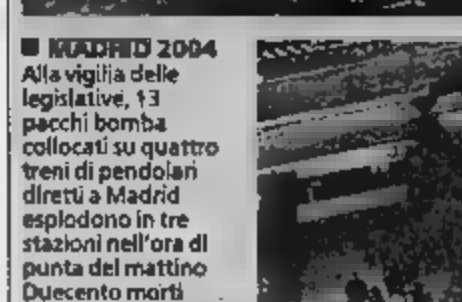 ■ MADRID 2004
Alla vigilia delle
legislative, 13
pacchi bomba
collocati su quattro
treni di pendolari
diretti a Madrid
esplodono in tre
stazioni nell'ora di
punta del mattino
Duecento morti